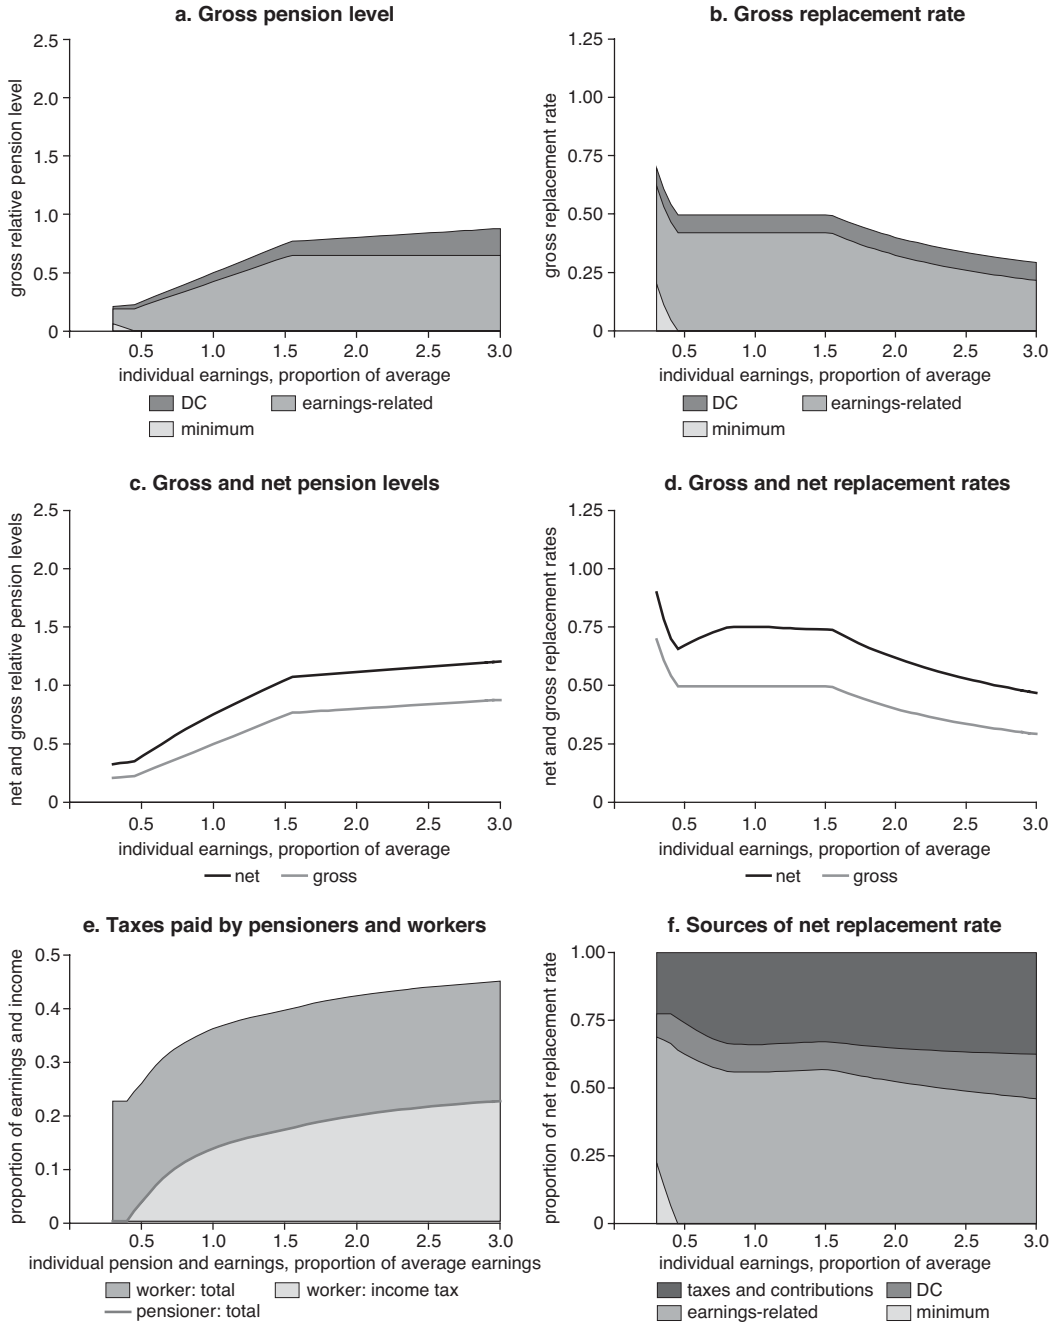 a. Gross pension level
gross relative pension level
2.5
2.0
1.5
1.0
0.5
0
0.5 1.0 1.5 2.0 2.5 3.0
individual earnings, proportion of average
DC earnings-related
minimum
b. Gross replacement rate
gross replacement rate
1.25
1.00
0.75
0.50
0.25
0
0.5 1.0 1.5 2.0 2.5 3.0
individual earnings, proportion of average
DC earnings-related
minimum
c. Gross and net pension levels
net and gross relative pension levels
2.5
2.0
1.5
1.0
0.5
0
0.5 1.0 1.5 2.0 2.5 3.0
individual earnings, proportion of average
net gross
d. Gross and net replacement rates
net and gross replacement rates
1.25
1.00
0.75
0.50
0.25
0
0.5 1.0 1.5 2.0 2.5 3.0
individual earnings, proportion of average
net gross
e. Taxes paid by pensioners and workers
proportion of earnings and income
0.5
0.4
0.3
0.2
0.1
0
0.5 1.0 1.5 2.0 2.5 3.0
individual pension and earnings, proportion of average earnings
worker: total worker: income tax
pensioner: total
f. Sources of net replacement rate
proportion of net replacement rate
1.00
0.75
0.50
0.25
0
0.5 1.0 1.5 2.0 2.5 3.0
individual earnings, proportion of average
taxes and contributions DC
earnings-related minimum